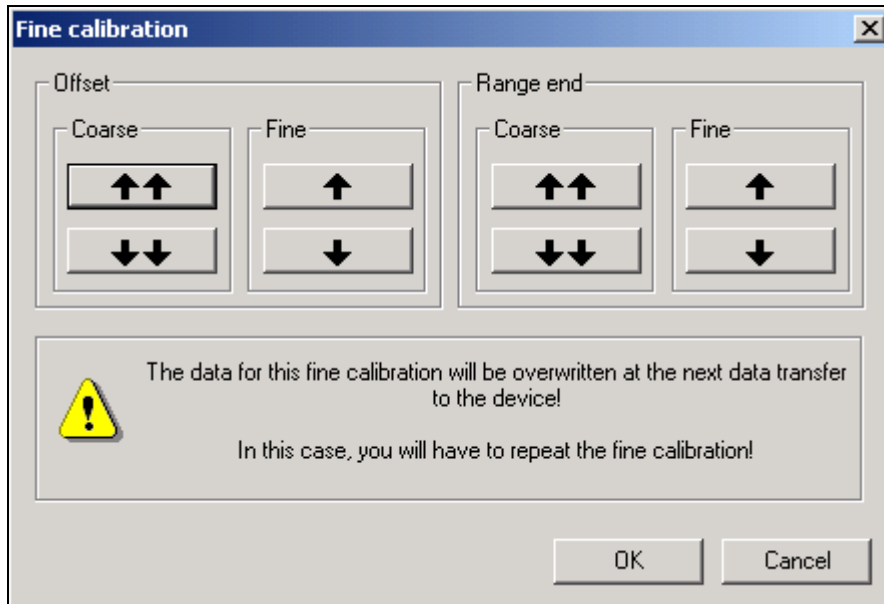 Fine calibration
Offset
Range end
Coarse
Fine
Coarse
Fine
The data for this fine calibration will be overwritten at the next data transfer
to the device!
In this case, you will have to repeat the fine calibration!
OK
Cancel